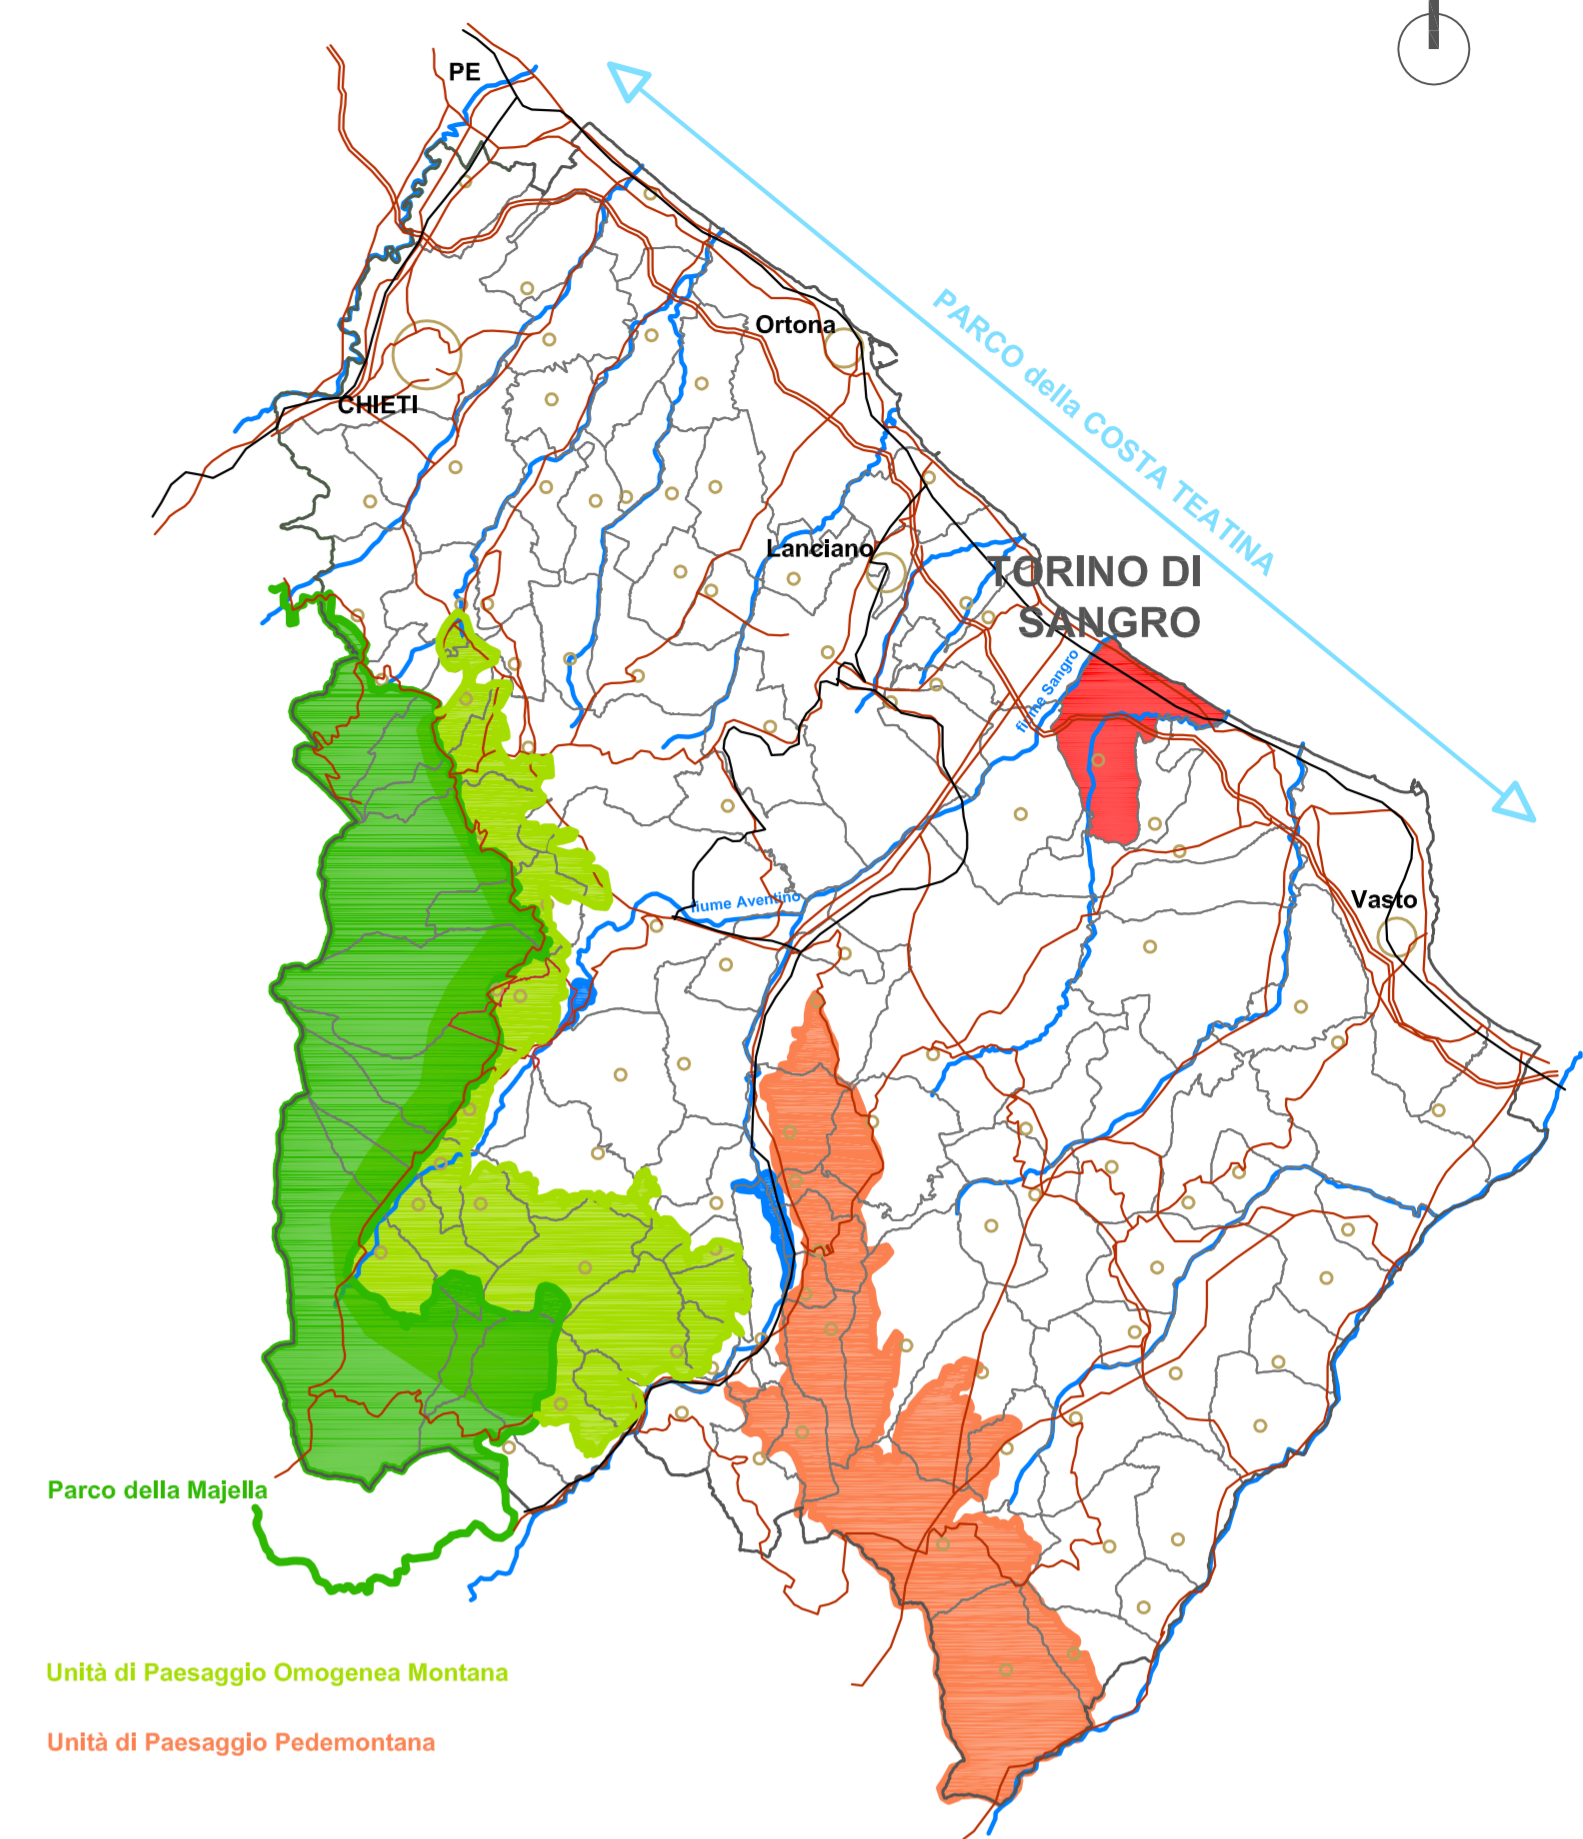 PE
PARCO della COSTA TEATINA
Ortona
CHIETI
Lanciano
TORINO DI
SANGRO
fiume Sangro
fiume Aventino
Vasto
Parco della Majella
Unità di Paesaggio Omogenea Montana
Unità di Paesaggio Pedemontana